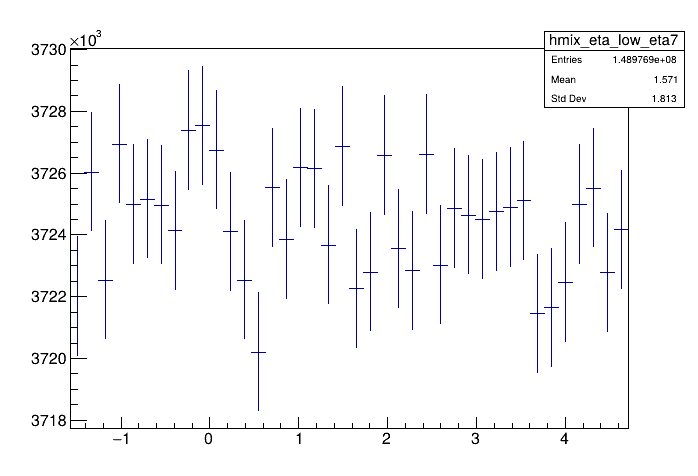 ×10³
hmix_eta_low_eta7
Entries 1.489769e+08
Mean 1.571
Std Dev 1.813
3730
3728
3726
3724
3722
3720
3718
−1 0 1 2 3 4